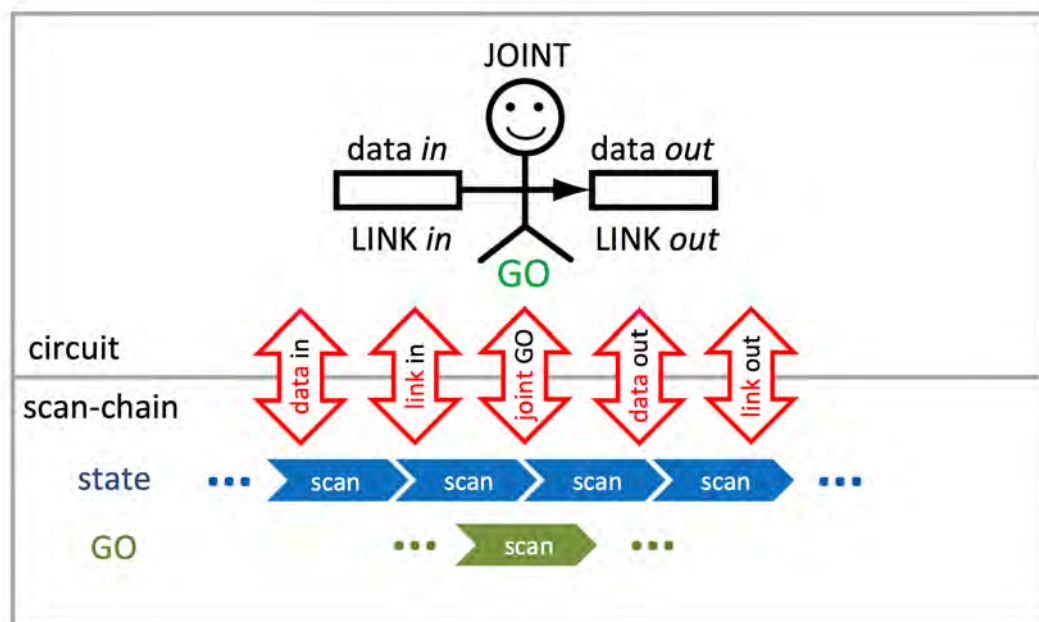 JOINT
data in data out
LINK in LINK out
GO
circuit
data in link in joint GO data out link out
scan-chain
state ... scan scan scan scan ...
GO ... scan ...